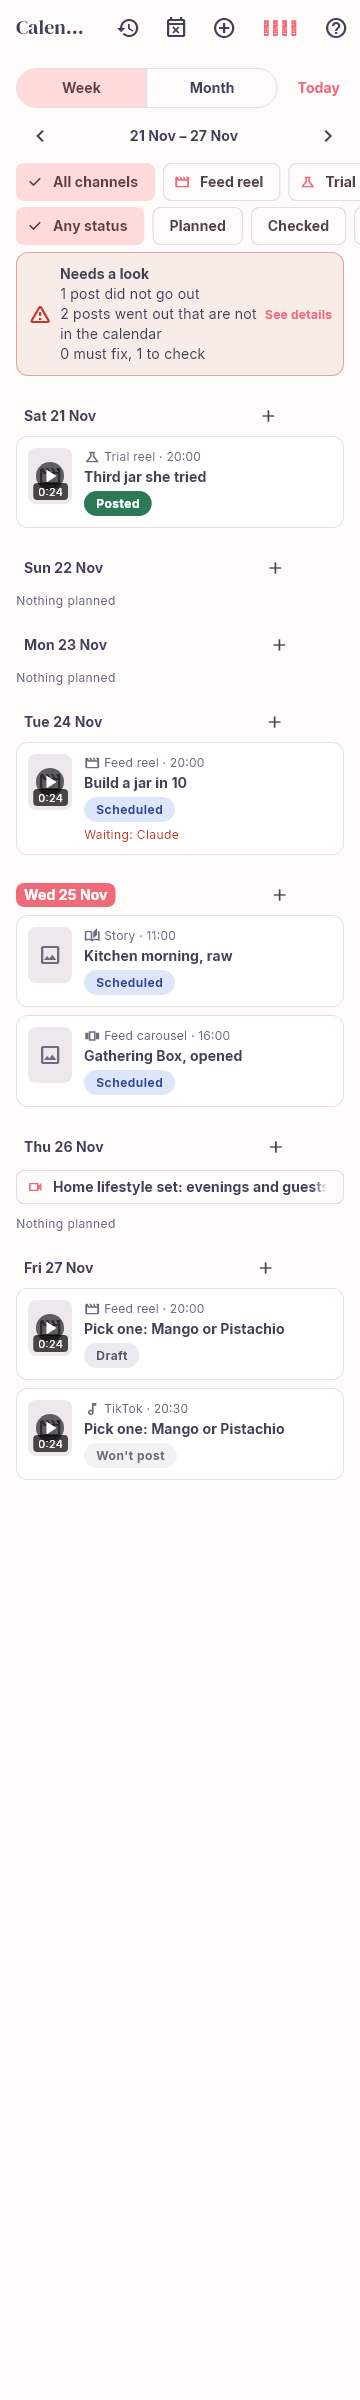 Calen...
Week
Month
Today
21 Nov – 27 Nov
All channels
Feed reel
Trial
Any status
Planned
Checked
Needs a look
1 post did not go out
2 posts went out that are not
in the calendar
0 must fix, 1 to check
See details
Sat 21 Nov
Trial reel · 20:00
Third jar she tried
0:24
Posted
Sun 22 Nov
Nothing planned
Mon 23 Nov
Nothing planned
Tue 24 Nov
Feed reel · 20:00
Build a jar in 10
0:24
Scheduled
Waiting: Claude
Wed 25 Nov
Story · 11:00
Kitchen morning, raw
Scheduled
Feed carousel · 16:00
Gathering Box, opened
Scheduled
Thu 26 Nov
Home lifestyle set: evenings and guests
Nothing planned
Fri 27 Nov
Feed reel · 20:00
Pick one: Mango or Pistachio
0:24
Draft
TikTok · 20:30
Pick one: Mango or Pistachio
0:24
Won't post